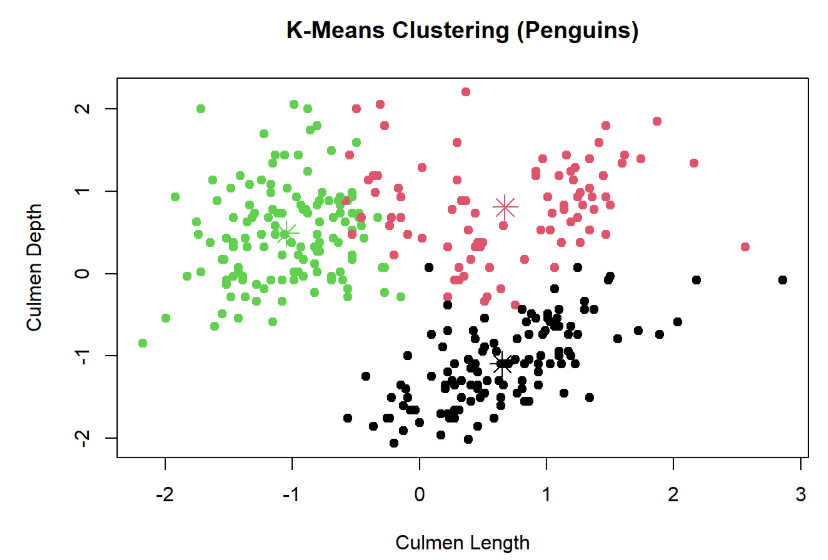 K-Means Clustering (Penguins)
Culmen Depth
2
1
0
-1
-2
-2 -1 0 1 2 3
Culmen Length